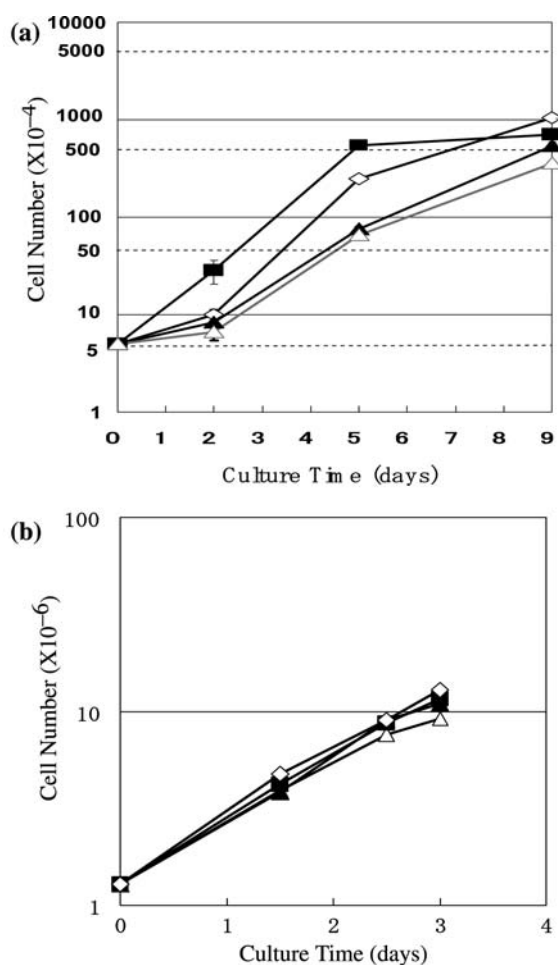 (a)
Cell Number (X10–4)
10000
5000
1000
500
100
50
10
5
1
0 1 2 3 4 5 6 7 8 9
Culture Time (days)
(b)
Cell Number (X10–6)
100
10
1
0 1 2 3 4
Culture Time (days)